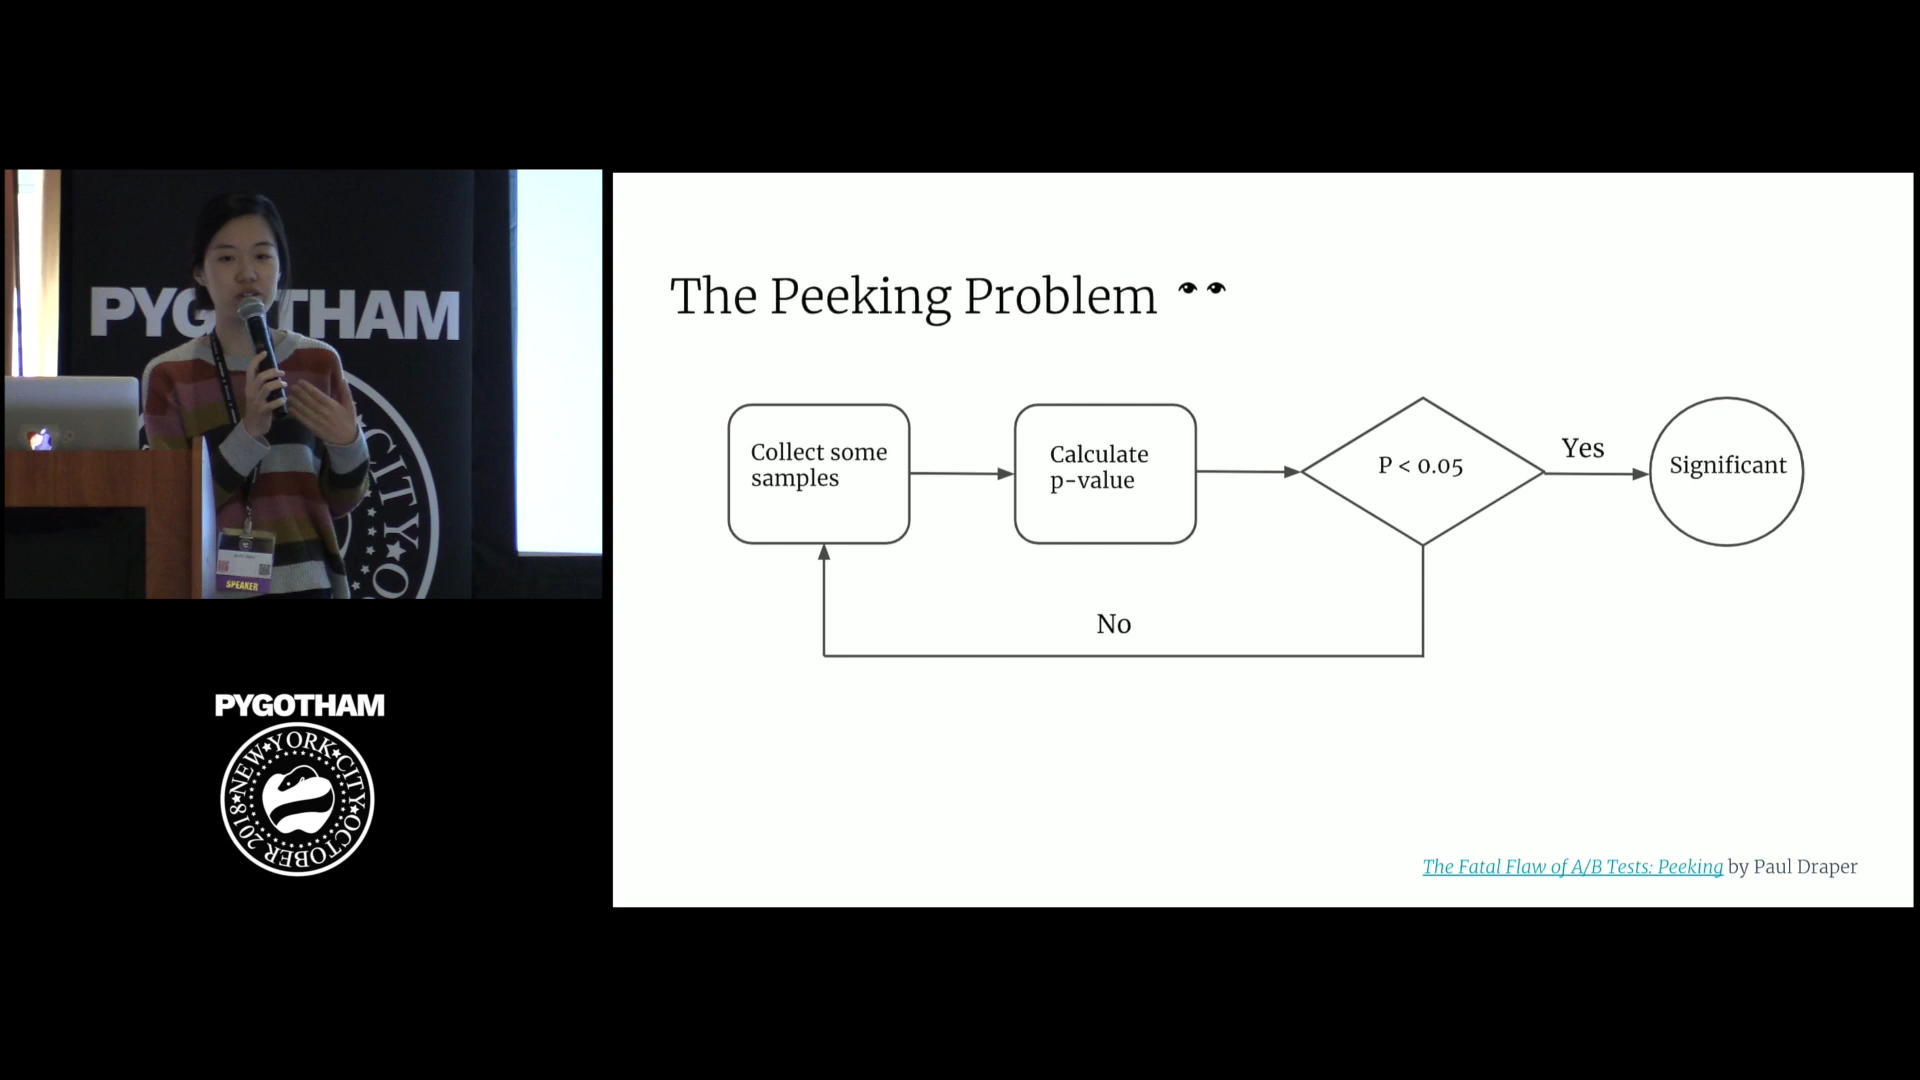 PYGOTHAM
CITY
SPEAKER
PYGOTHAM
NEW YORK CITY OCTOBER 2018
The Peeking Problem
Collect some
samples
Calculate
p-value
P < 0.05
Yes
Significant
No
The Fatal Flaw of A/B Tests: Peeking by Paul Draper